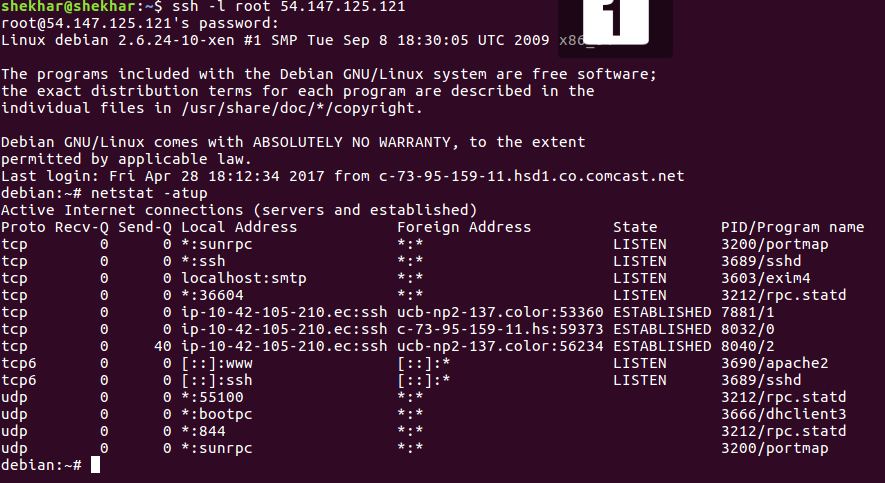 shekhar@shekhar:~$ ssh -l root 54.147.125.121
1
root@54.147.125.121's password:
Linux debian 2.6.24-10-xen #1 SMP Tue Sep 8 18:30:05 UTC 2009

The programs included with the Debian GNU/Linux system are free software;
the exact distribution terms for each program are described in the
individual files in /usr/share/doc/*/copyright.

Debian GNU/Linux comes with ABSOLUTELY NO WARRANTY, to the extent
permitted by applicable law.
Last login: Fri Apr 28 18:12:34 2017 from c-73-95-159-11.hsd1.co.comcast.net
debian:~# netstat -atup
Active Internet connections (servers and established)
Proto Recv-Q Send-Q Local Address           Foreign Address         State       PID/Program name
tcp        0      0 *:sunrpc                *:*                     LISTEN      3200/portmap
tcp        0      0 *:ssh                   *:*                     LISTEN      3689/sshd
tcp        0      0 localhost:smtp          *:*                     LISTEN      3603/exim4
tcp        0      0 *:36604                 *:*                     LISTEN      3212/rpc.statd
tcp        0      0 ip-10-42-105-210.ec:ssh ucb-np2-137.color:53360 ESTABLISHED 7881/1
tcp        0      0 ip-10-42-105-210.ec:ssh c-73-95-159-11.hs:59373 ESTABLISHED 8032/0
tcp        0     40 ip-10-42-105-210.ec:ssh ucb-np2-137.color:56234 ESTABLISHED 8040/2
tcp6       0      0 [::]:www                [::]:*                  LISTEN      3690/apache2
tcp6       0      0 [::]:ssh                [::]:*                  LISTEN      3689/sshd
udp        0      0 *:55100                 *:*                                 3212/rpc.statd
udp        0      0 *:bootpc                *:*                                 3666/dhclient3
udp        0      0 *:844                   *:*                                 3212/rpc.statd
udp        0      0 *:sunrpc                *:*                                 3200/portmap
debian:~#